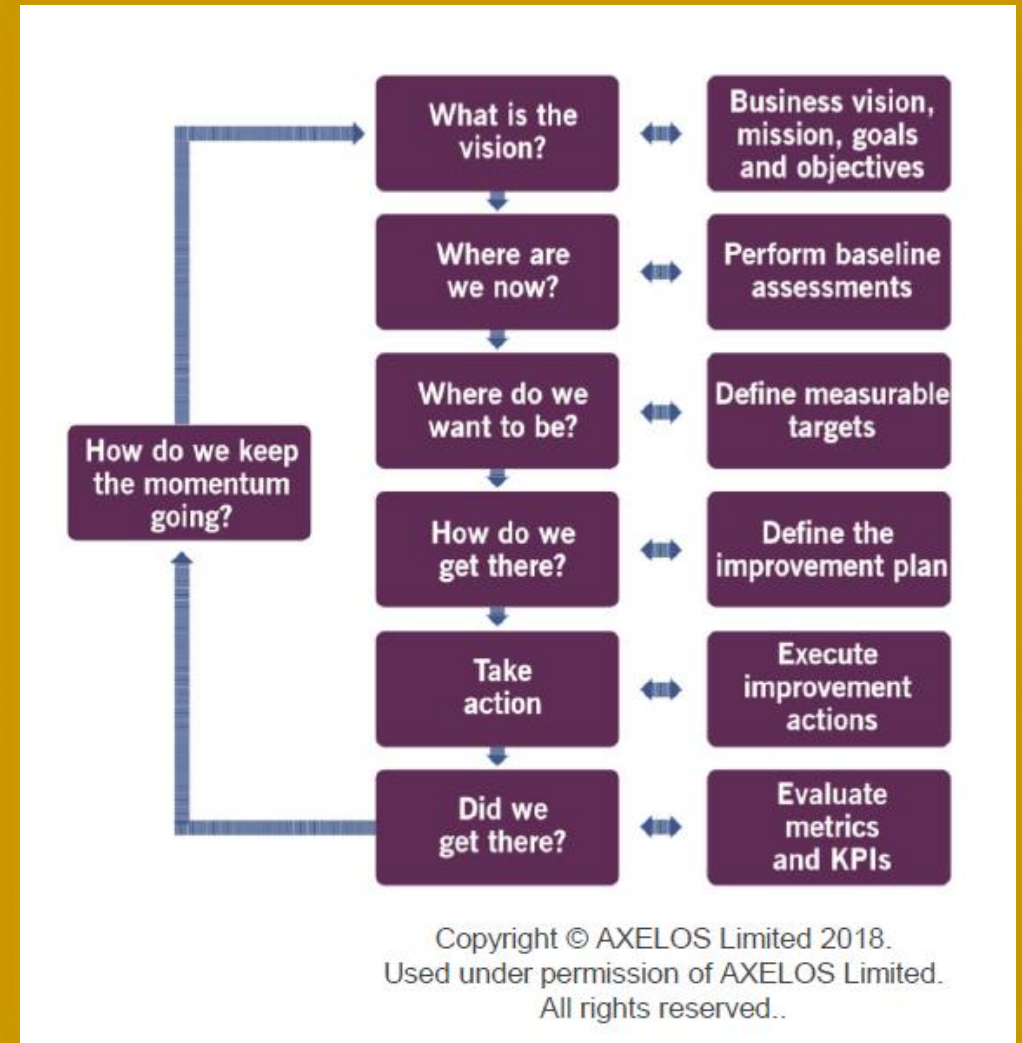 What is the
vision?
Business vision,
mission, goals
and objectives
Where are
we now?
Perform baseline
assessments
Where do we
want to be?
Define measurable
targets
How do we keep
the momentum
going?
How do we
get there?
Define the
improvement plan
Take
action
Execute
improvement
actions
Did we
get there?
Evaluate
metrics
and KPIs
Copyright © AXELOS Limited 2018.
Used under permission of AXELOS Limited.
All rights reserved..